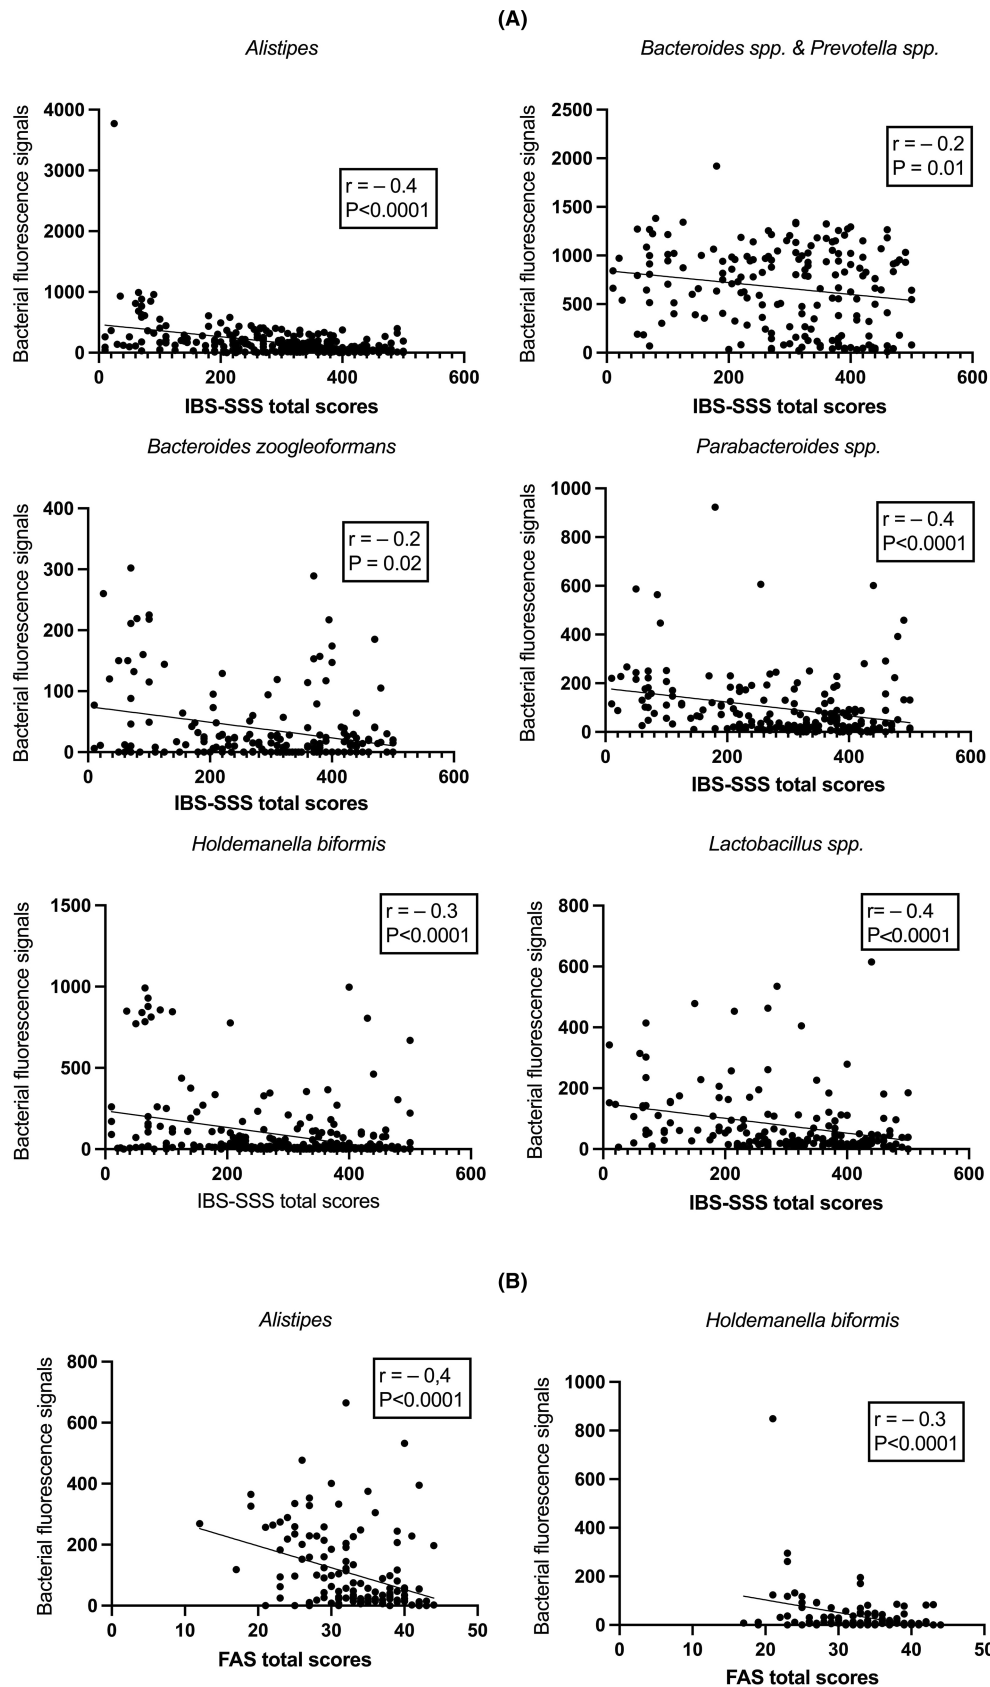 (A)
Alistipes
Bacterial fluorescence signals
4000
3000
2000
1000
0
r = – 0.4
P<0.0001
0 200 400 600
IBS-SSS total scores
Bacteroides spp. & Prevotella spp.
Bacterial fluorescence signals
2500
2000
1500
1000
500
0
r = – 0.2
P = 0.01
0 200 400 600
IBS-SSS total scores
Bacteroides zoogleoformans
Bacterial fluorescence signals
400
300
200
100
0
r = – 0.2
P = 0.02
0 200 400 600
IBS-SSS total scores
Parabacteroides spp.
Bacterial fluorescence signals
1000
800
600
400
200
0
r = – 0.4
P<0.0001
0 200 400 600
IBS-SSS total scores
Holdemanella biformis
Bacterial fluorescence signals
1500
1000
500
0
r = – 0.3
P<0.0001
0 200 400 600
IBS-SSS total scores
Lactobacillus spp.
Bacterial fluorescence signals
800
600
400
200
0
r= – 0.4
P<0.0001
0 200 400 600
IBS-SSS total scores
(B)
Alistipes
Bacterial fluorescence signals
800
600
400
200
0
r = – 0,4
P<0.0001
0 10 20 30 40 50
FAS total scores
Holdemanella biformis
Bacterial fluorescence signals
1000
800
600
400
200
0
r = – 0.3
P<0.0001
0 10 20 30 40 50
FAS total scores